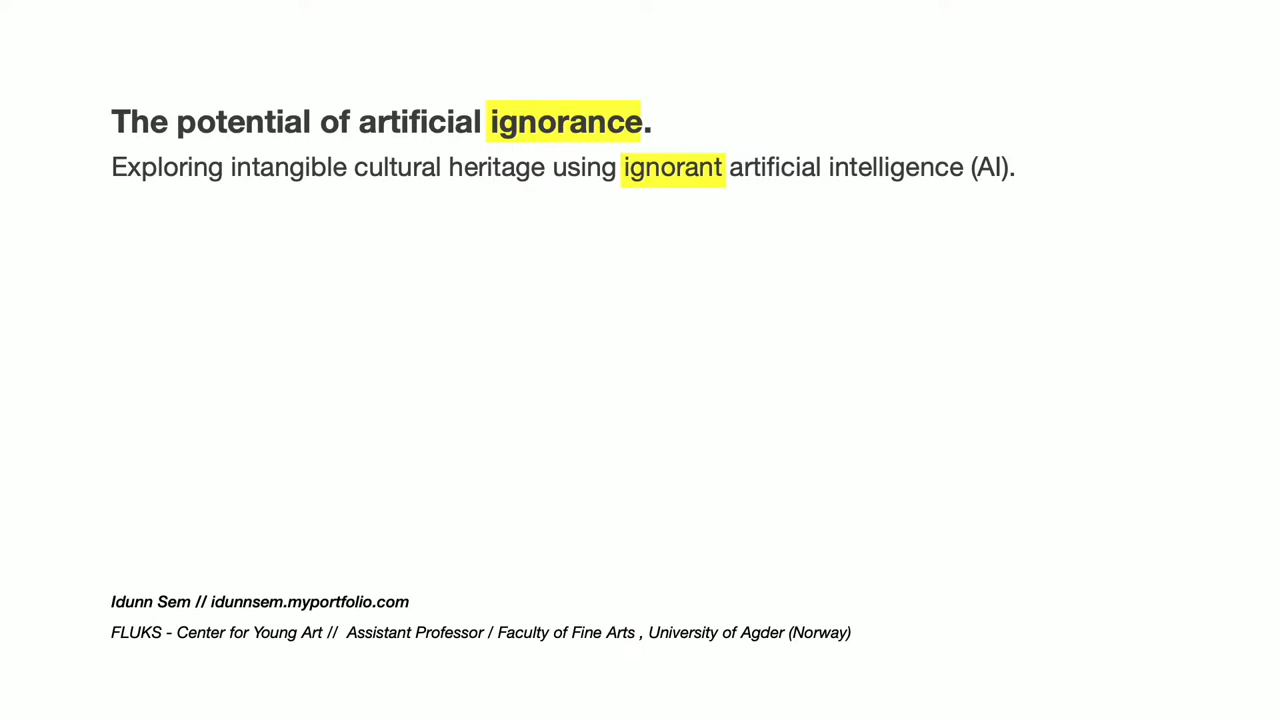 The potential of artificial ignorance.
Exploring intangible cultural heritage using ignorant artificial intelligence (AI).
Idunn Sem // idunnsem.myportfolio.com
FLUKS - Center for Young Art //  Assistant Professor / Faculty of Fine Arts , University of Agder (Norway)